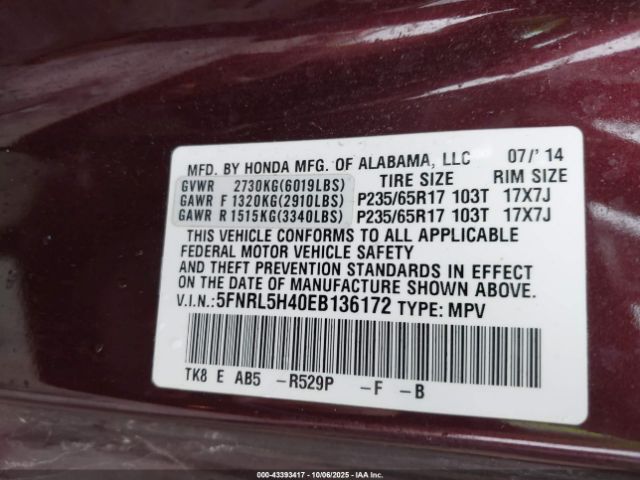 MFD. BY HONDA MFG. OF ALABAMA, LLC 07/' 14
GVWR 2730KG(6019LBS) TIRE SIZE RIM SIZE
GAWR F 1320KG(2910LBS) P235/65R17 103T 17X7J
GAWR R 1515KG(3340LBS) P235/65R17 103T 17X7J
THIS VEHICLE CONFORMS TO ALL APPLICABLE
FEDERAL MOTOR VEHICLE SAFETY
AND THEFT PREVENTION STANDARDS IN EFFECT
ON THE DATE OF MANUFACTURE SHOWN ABOVE.
V.I.N.: 5FNRL5H40EB136172 TYPE: MPV
TK8 E AB5 -R529P -F -B
© 43393417 - 10/06/2025 - IAA INC.